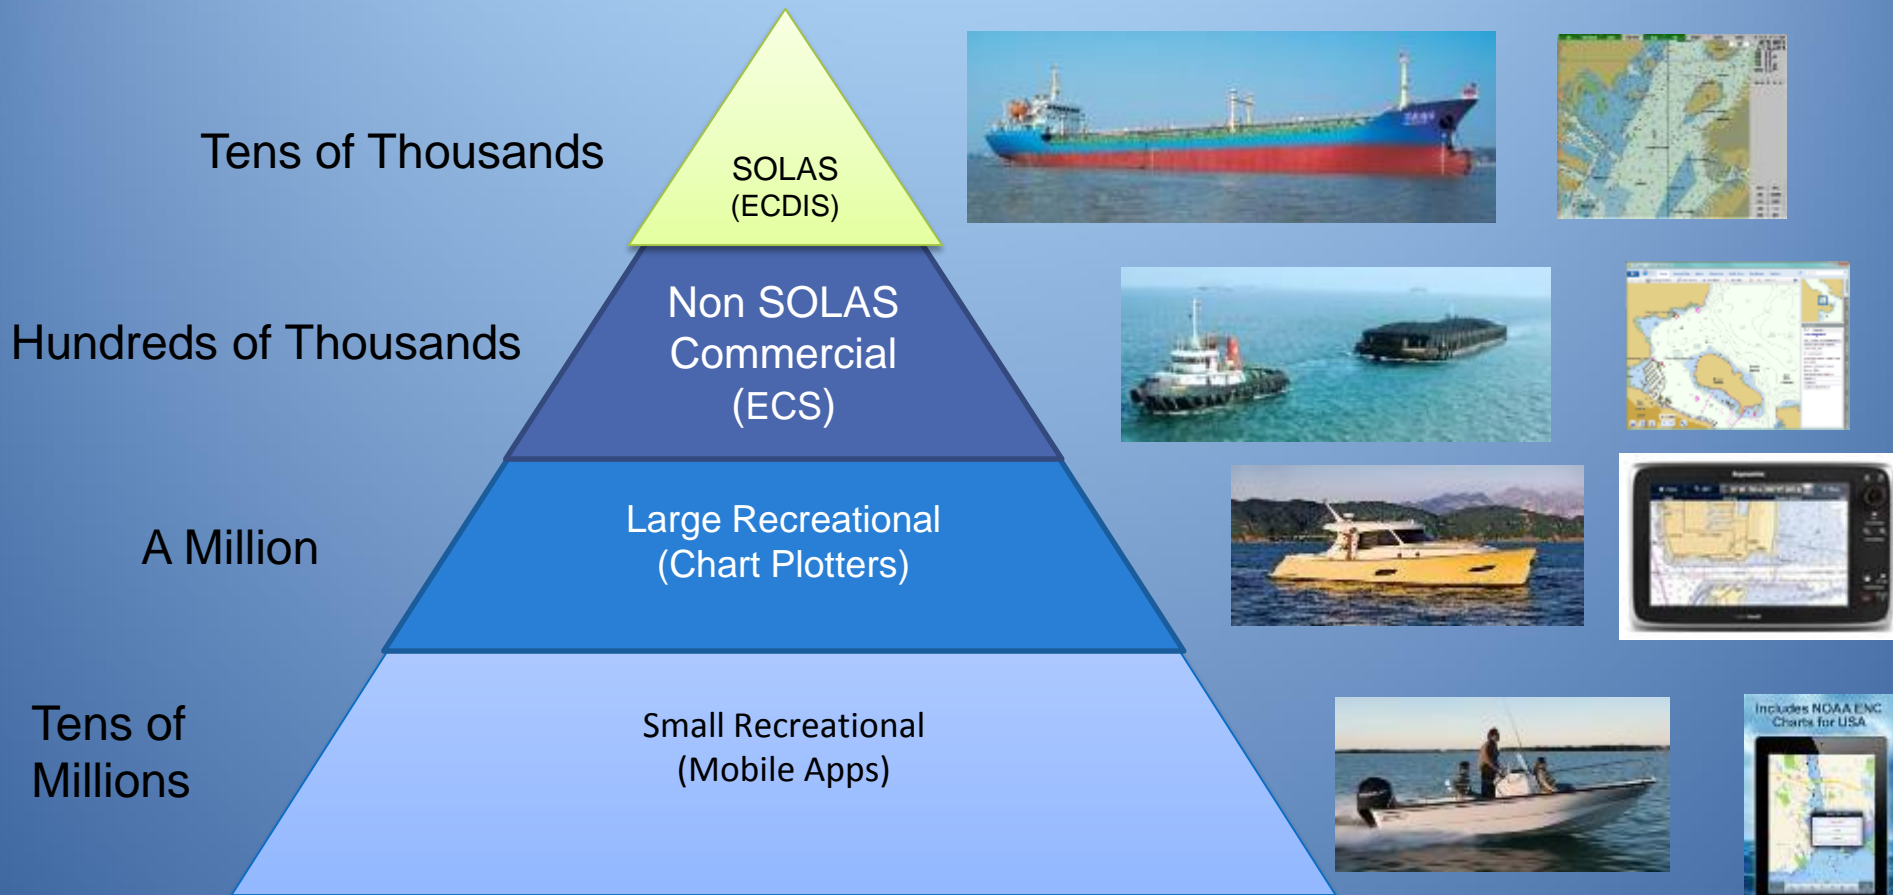 Tens of Thousands
SOLAS
(ECDIS)
Hundreds of Thousands
Non SOLAS
Commercial
(ECS)
A Million
Large Recreational
(Chart Plotters)
Tens of
Millions
Small Recreational
(Mobile Apps)
Includes NOAA ENC
Charts for USA